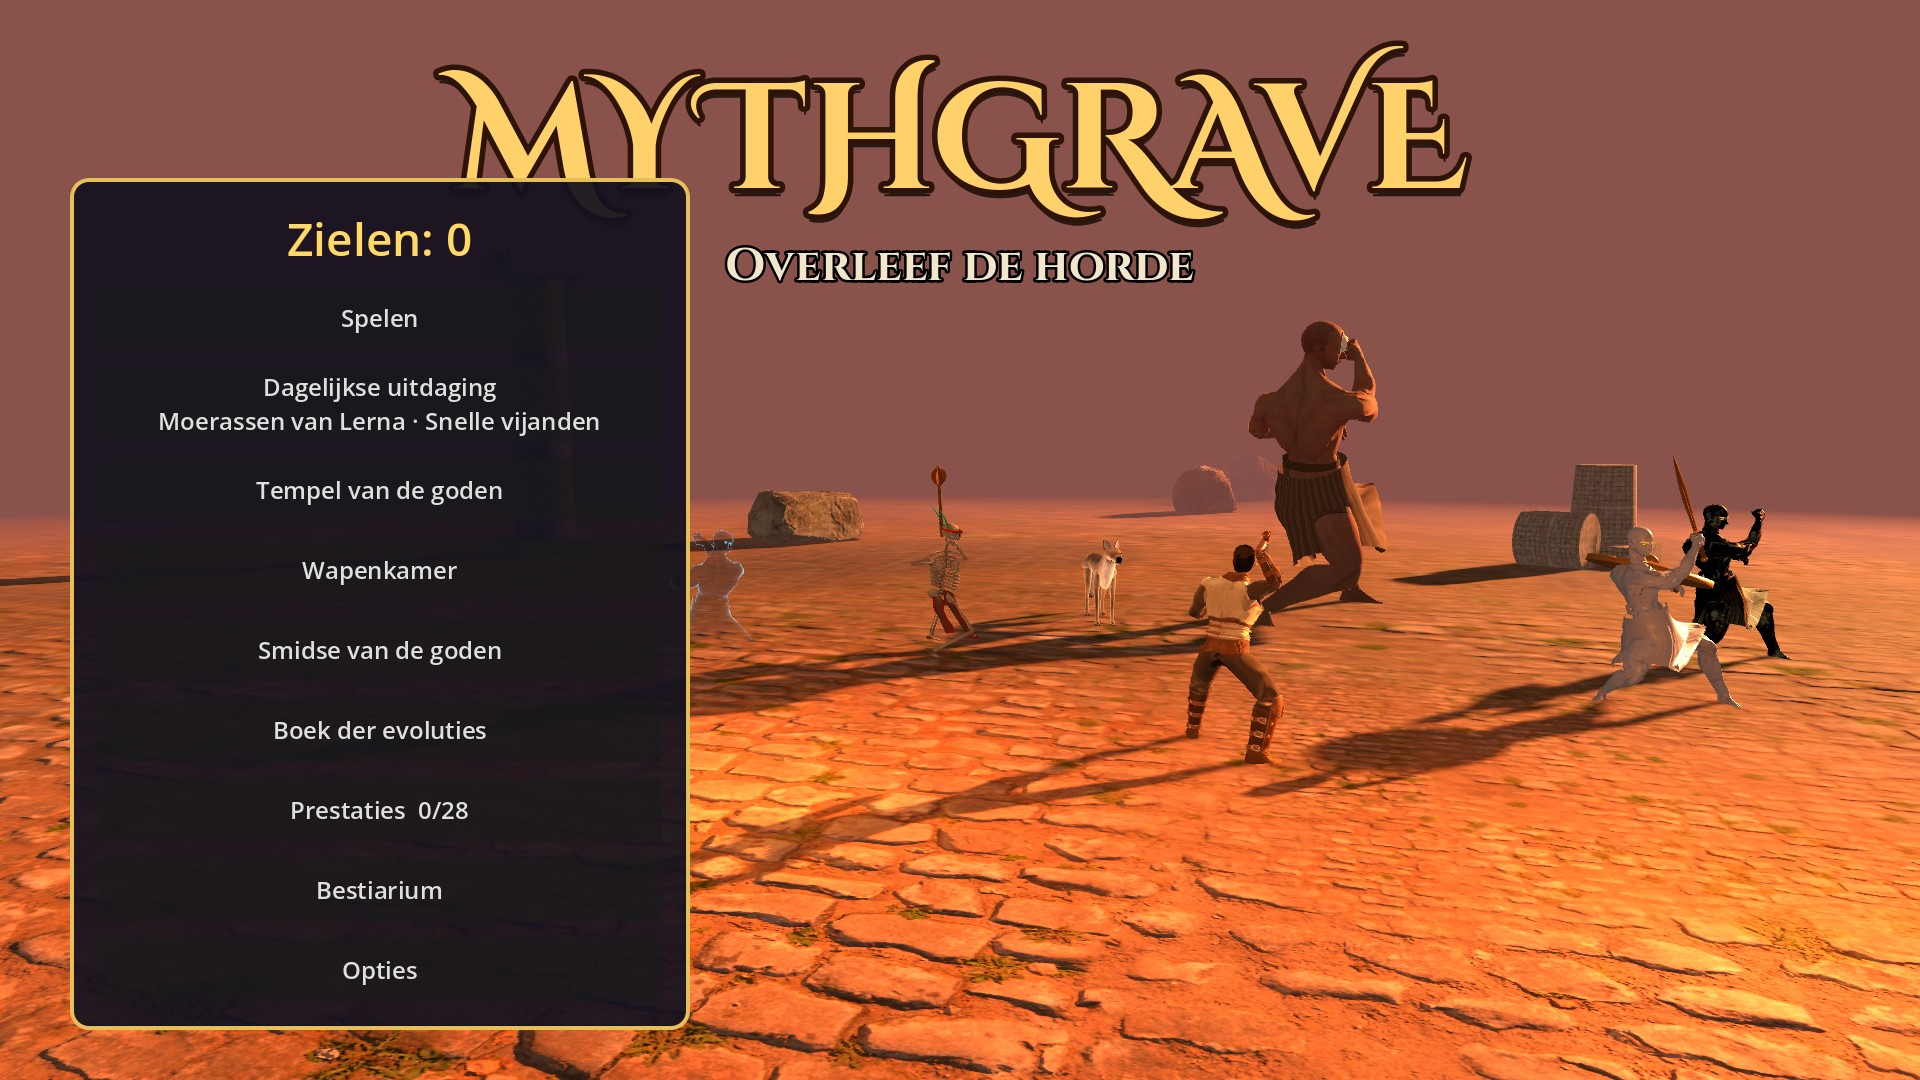 MYTHGRAVE
Overleef de horde
Zielen: 0
Spelen
Dagelijkse uitdaging
Moerassen van Lerna · Snelle vijanden
Tempel van de goden
Wapenkamer
Smidse van de goden
Boek der evoluties
Prestaties 0/28
Bestiarium
Opties